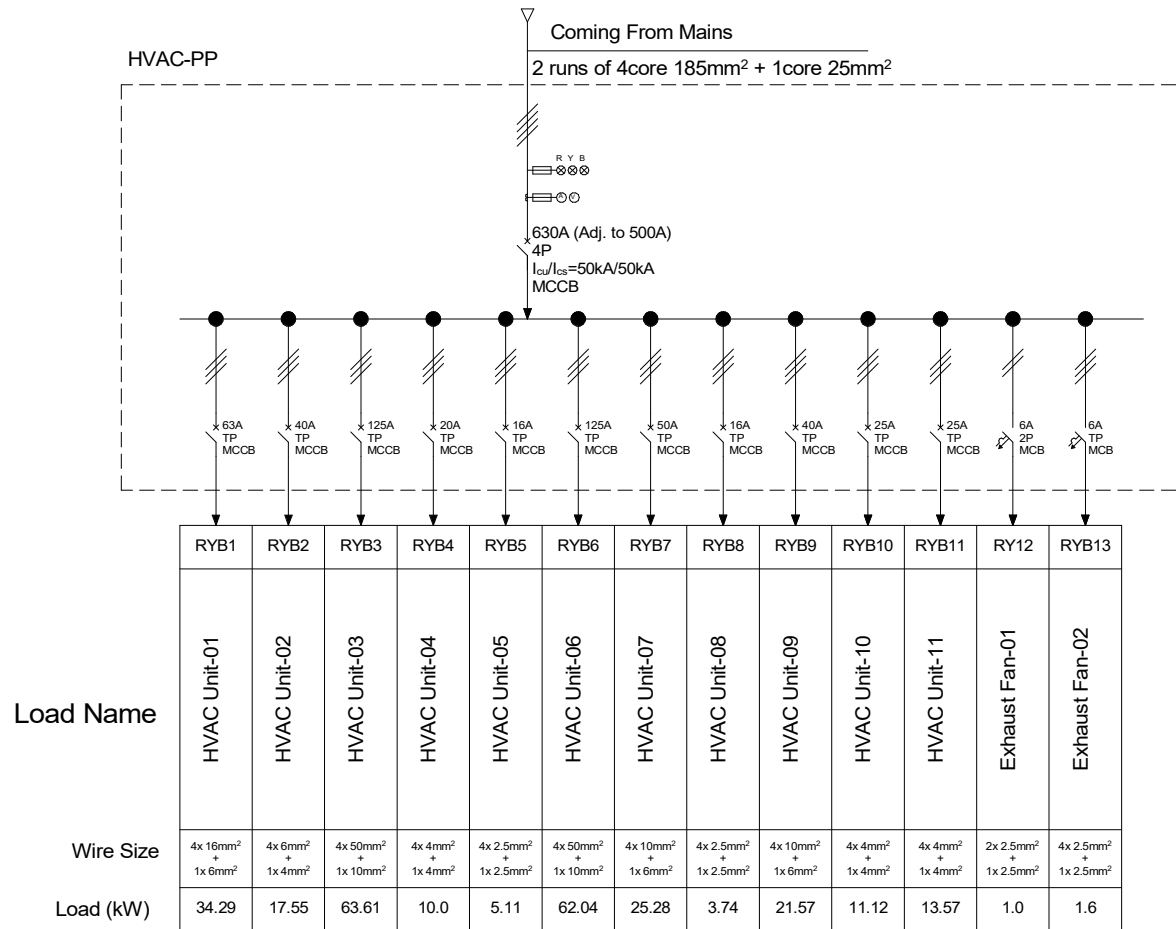 Coming From Mains
HVAC-PP
2 runs of 4core 185mm² + 1core 25mm²
R Y B
A V
630A (Adj. to 500A)
4P
Icu/Ics=50kA/50kA
MCCB
63A 40A 125A 20A 16A 125A 50A 16A 40A 25A 25A 6A 6A
TP TP TP TP TP TP TP TP TP TP TP 2P TP
MCCB MCCB MCCB MCCB MCCB MCCB MCCB MCCB MCCB MCCB MCCB MCB MCB
RYB1 RYB2 RYB3 RYB4 RYB5 RYB6 RYB7 RYB8 RYB9 RYB10 RYB11 RY12 RYB13
Load Name
HVAC Unit-01
HVAC Unit-02
HVAC Unit-03
HVAC Unit-04
HVAC Unit-05
HVAC Unit-06
HVAC Unit-07
HVAC Unit-08
HVAC Unit-09
HVAC Unit-10
HVAC Unit-11
Exhaust Fan-01
Exhaust Fan-02
Wire Size
4x 16mm² 4x 6mm² 4x 50mm² 4x 4mm² 4x 2.5mm² 4x 50mm² 4x 10mm² 4x 2.5mm² 4x 10mm² 4x 4mm² 4x 4mm² 2x 2.5mm² 4x 2.5mm²
+ + + + + + + + + + + + +
1x 6mm² 1x 4mm² 1x 10mm² 1x 4mm² 1x 2.5mm² 1x 10mm² 1x 6mm² 1x 2.5mm² 1x 6mm² 1x 4mm² 1x 4mm² 1x 2.5mm² 1x 2.5mm²
Load (kW) 34.29 17.55 63.61 10.0 5.11 62.04 25.28 3.74 21.57 11.12 13.57 1.0 1.6